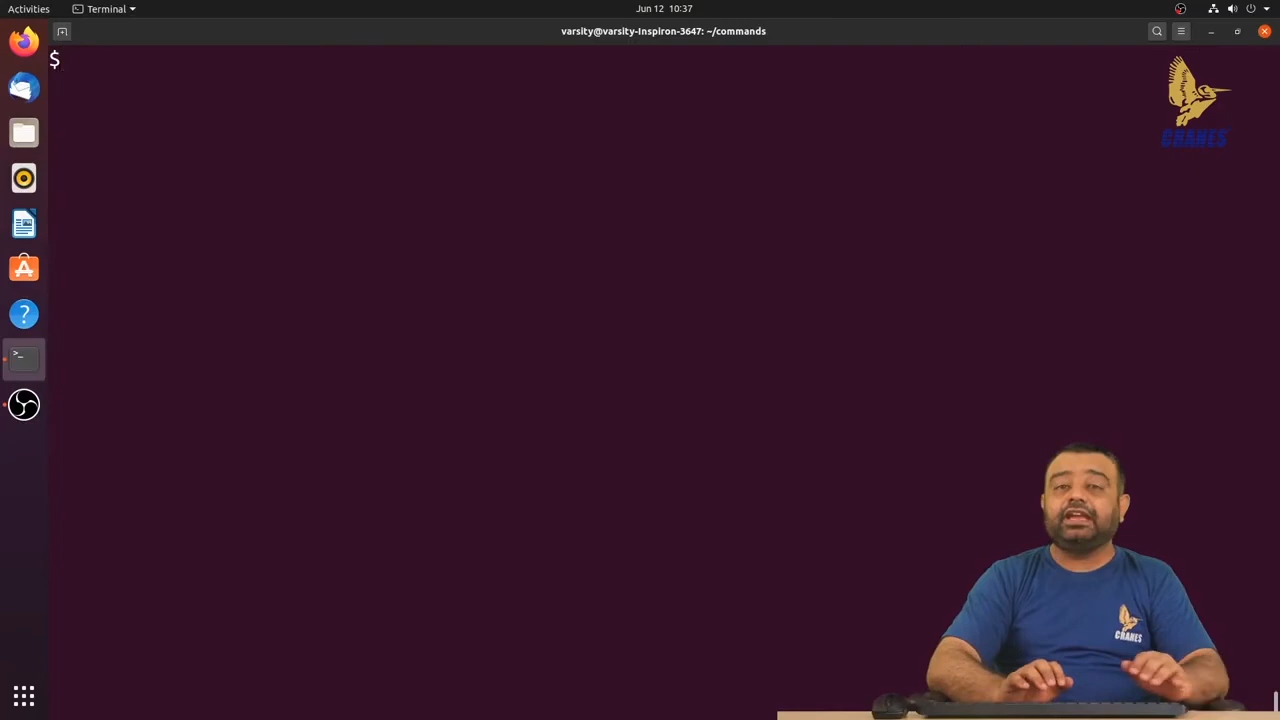 Activities
Terminal
Jun 12 10:37
varsity@varsity-Inspiron-3647: ~/commands
$
CRANES
?
>_
CRANES